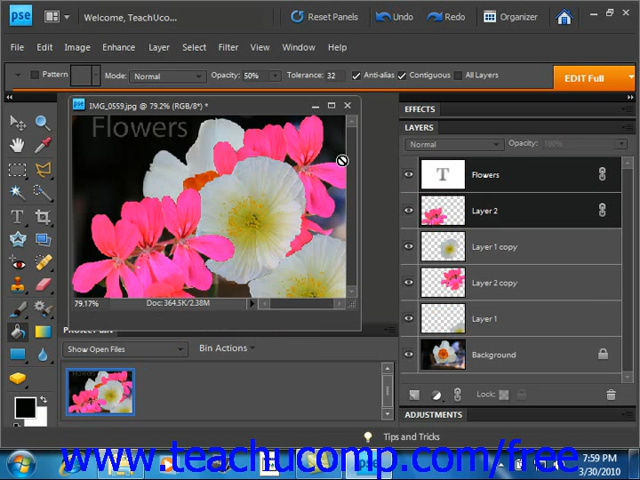 pse
Welcome, TeachUco...
Reset Panels
Undo
Redo
Organizer
File Edit Image Enhance Layer Select Filter View Window Help
Pattern Mode: Normal Opacity: 50% Tolerance: 32 Anti-alias Contiguous All Layers
EDIT Full
pse IMG_0559.jpg @ 79.2% (RGB/8*) *
Flowers
79.17% Doc: 364.5K/2.38M
EFFECTS
LAYERS
Normal Opacity: 100%
T Flowers
Layer 2
Layer 1 copy
Layer 2 copy
Layer 1
Background
Lock:
ADJUSTMENTS
Show Open Files Bin Actions
Tips and Tricks
www.teachucomp.com/free
7:59 PM
3/30/2010